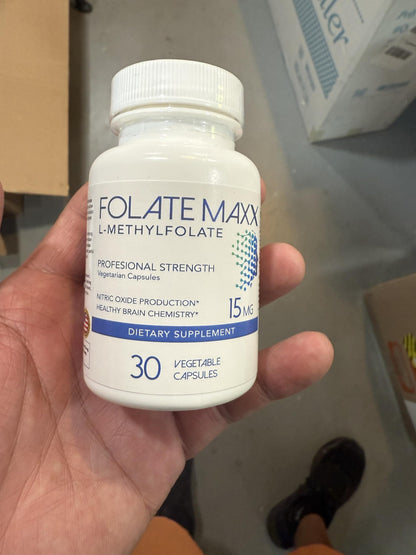 FOLATE MAXX
L-METHYLFOLATE
PROFESIONAL STRENGTH
Vegetarian Capsules
NITRIC OXIDE PRODUCTION*
HEALTHY BRAIN CHEMISTRY*
15 MG
DIETARY SUPPLEMENT
30 VEGETABLE
CAPSULES